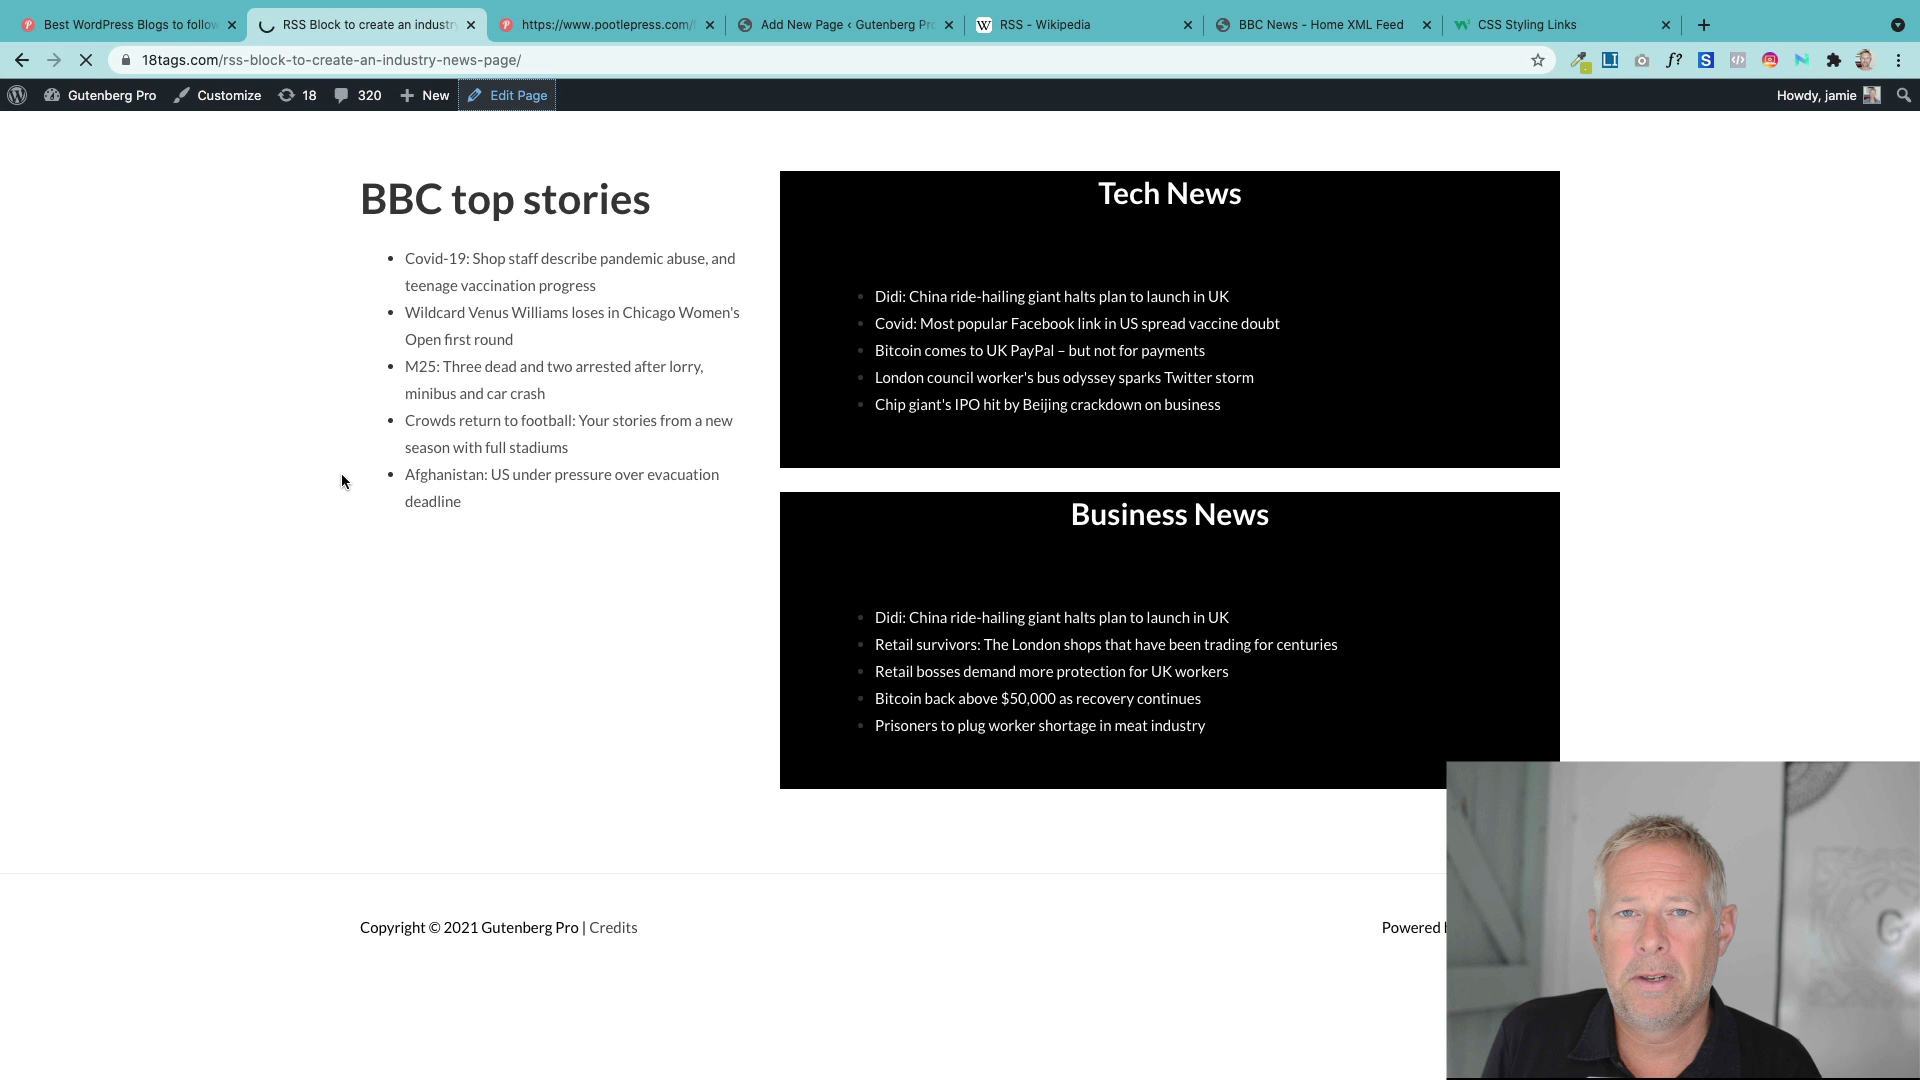 Best WordPress Blogs to follow
RSS Block to create an industry
https://www.pootlepress.com/
Add New Page ‹ Gutenberg Pro
RSS - Wikipedia
BBC News - Home XML Feed
CSS Styling Links
18tags.com/rss-block-to-create-an-industry-news-page/
Gutenberg Pro
Customize
18
320
New
Edit Page
Howdy, jamie
BBC top stories
Covid-19: Shop staff describe pandemic abuse, and
teenage vaccination progress
Wildcard Venus Williams loses in Chicago Women's
Open first round
M25: Three dead and two arrested after lorry,
minibus and car crash
Crowds return to football: Your stories from a new
season with full stadiums
Afghanistan: US under pressure over evacuation
deadline
Tech News
Didi: China ride-hailing giant halts plan to launch in UK
Covid: Most popular Facebook link in US spread vaccine doubt
Bitcoin comes to UK PayPal – but not for payments
London council worker's bus odyssey sparks Twitter storm
Chip giant's IPO hit by Beijing crackdown on business
Business News
Didi: China ride-hailing giant halts plan to launch in UK
Retail survivors: The London shops that have been trading for centuries
Retail bosses demand more protection for UK workers
Bitcoin back above $50,000 as recovery continues
Prisoners to plug worker shortage in meat industry
Copyright © 2021 Gutenberg Pro | Credits
Powered